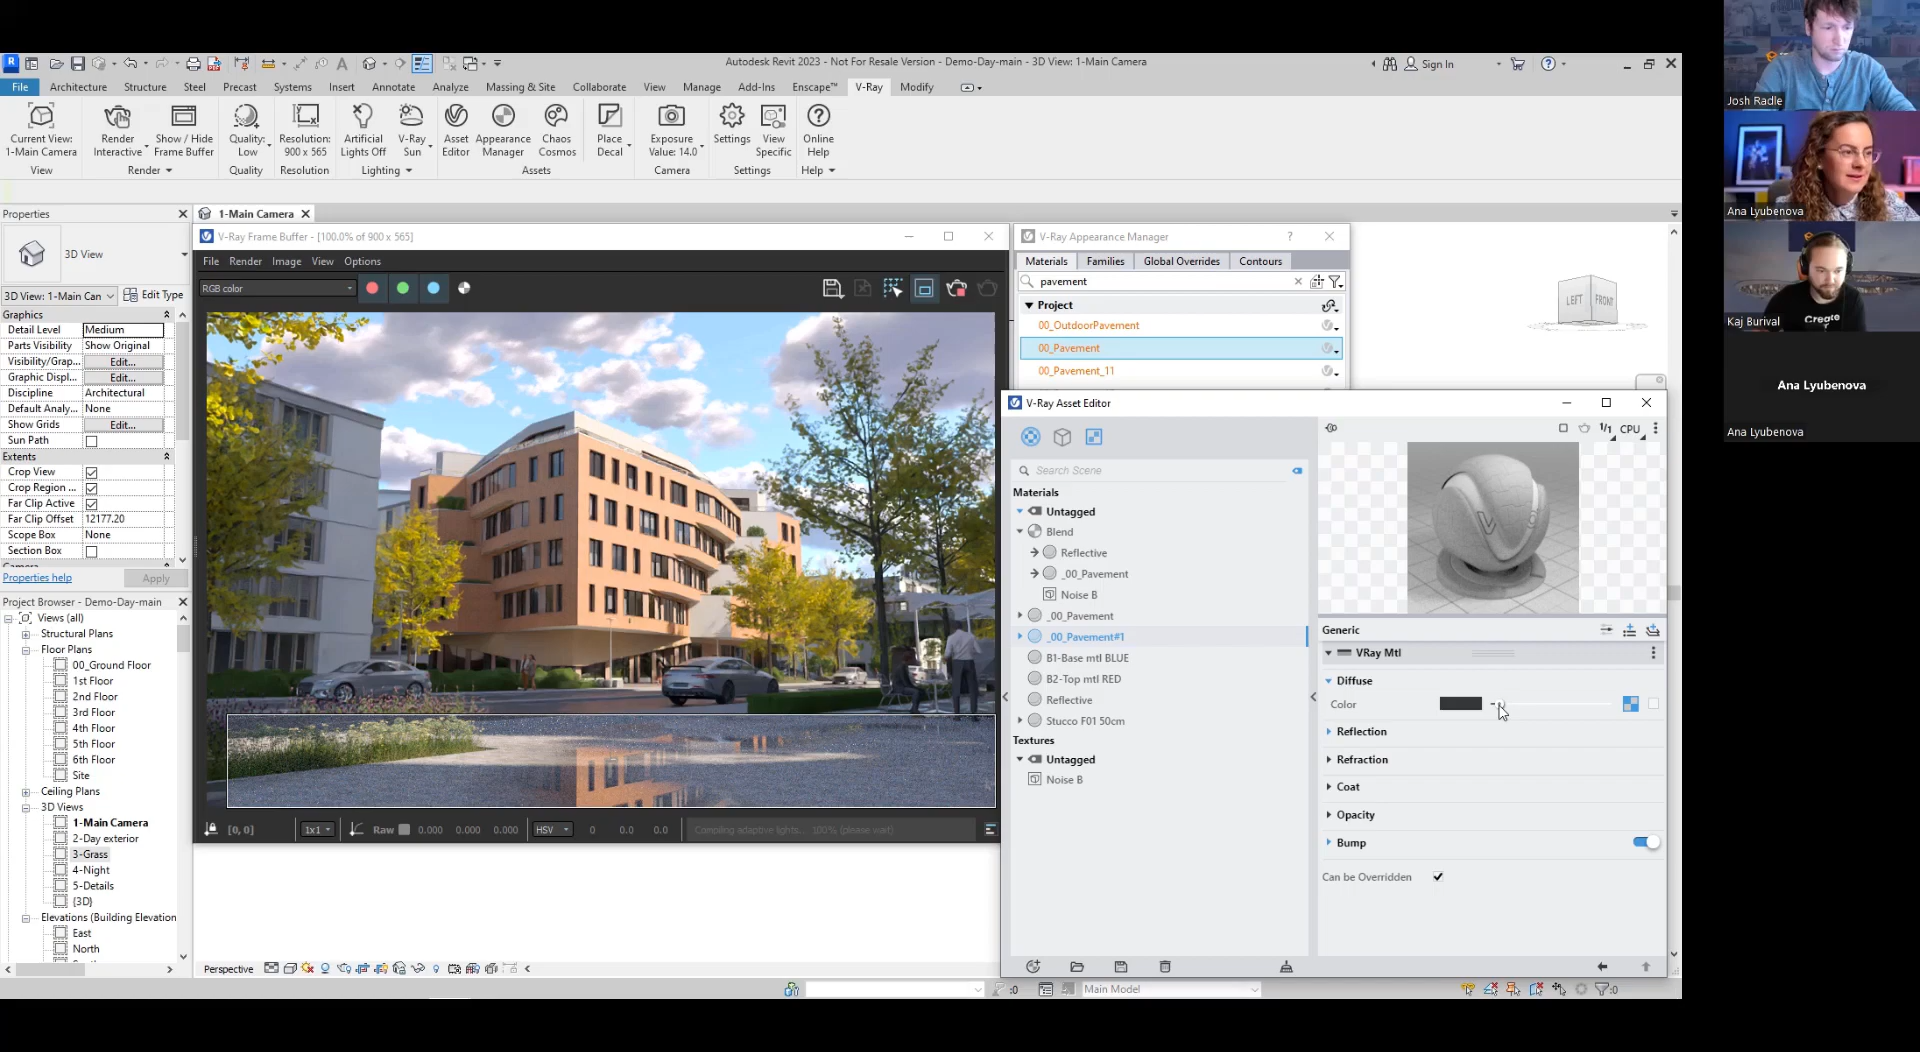 Autodesk Revit 2023 - Not For Resale Version - Demo-Day-main - 3D View: 1-Main Camera
Sign In
File Architecture Structure Steel Precast Systems Insert Annotate Analyze Massing & Site Collaborate View Manage Add-Ins Enscape™ V-Ray Modify
Current View: 1-Main Camera
Render Interactive
Show / Hide Frame Buffer
Quality: Low
Resolution: 900 x 565
Artificial Lights Off
V-Ray Sun
Asset Editor
Appearance Manager
Chaos Cosmos
Place Decal
Exposure Value: 14.0
Settings
View Specific
Online Help
View Render Quality Resolution Lighting Assets Camera Settings Help
Properties
3D View
3D View: 1-Main Can
Edit Type
Graphics
Detail Level Medium
Parts Visibility Show Original
Visibility/Grap... Edit...
Graphic Displ... Edit...
Discipline Architectural
Default Analy... None
Show Grids Edit...
Sun Path
Extents
Crop View
Crop Region ...
Far Clip Active
Far Clip Offset 12177.20
Scope Box None
Section Box
Properties help
Apply
Project Browser - Demo-Day-main
Views (all)
Structural Plans
Floor Plans
00_Ground Floor
1st Floor
2nd Floor
3rd Floor
4th Floor
5th Floor
6th Floor
Site
Ceiling Plans
3D Views
1-Main Camera
2-Day exterior
3-Grass
4-Night
5-Details
{3D}
Elevations (Building Elevation
East
North
1-Main Camera
V-Ray Frame Buffer - [100.0% of 900 x 565]
File Render Image View Options
RGB color
[0, 0]
1x1
Raw 0.000 0.000 0.000
HSV 0 0.0 0.0
Compiling adaptive lights... 100% (please wait)
Perspective
:0
Main Model
:0
V-Ray Appearance Manager
?
Materials Families Global Overrides Contours
pavement
Project
00_OutdoorPavement
00_Pavement
00_Pavement_11
LEFT FRONT
V-Ray Asset Editor
Search Scene
Materials
Untagged
Blend
Reflective
_00_Pavement
Noise B
_00_Pavement
_00_Pavement#1
B1-Base mtl BLUE
B2-Top mtl RED
Reflective
Stucco F01 50cm
Textures
Untagged
Noise B
1/1 CPU
Generic
VRay Mtl
Diffuse
Color
Reflection
Refraction
Coat
Opacity
Bump
Can be Overridden
Josh Radle
Ana Lyubenova
Create
Kaj Burival
Ana Lyubenova
Ana Lyubenova